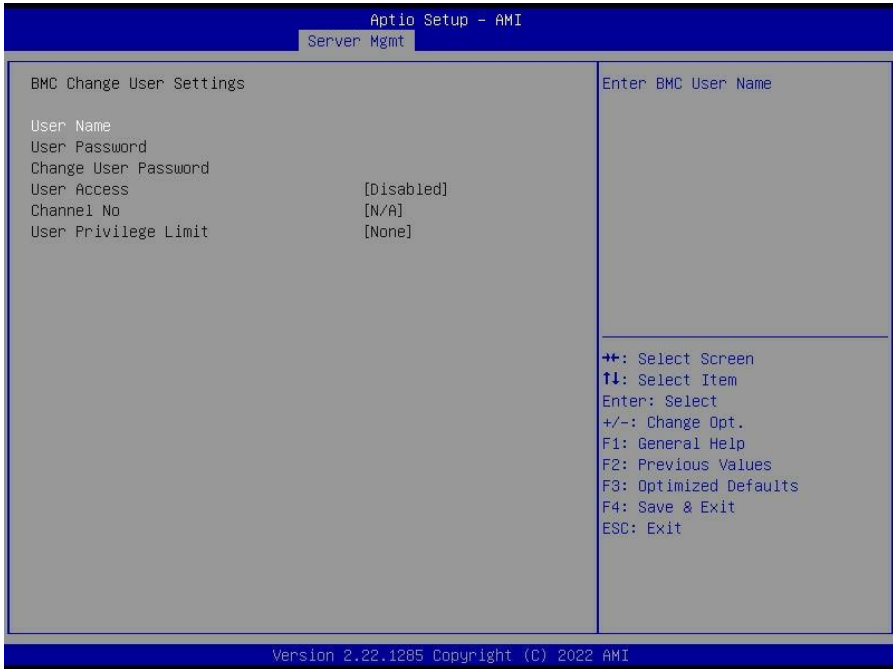 Aptio Setup - AMI
Server Mgmt
BMC Change User Settings
User Name
User Password
Change User Password
User Access [Disabled]
Channel No [N/A]
User Privilege Limit [None]
Enter BMC User Name
→←: Select Screen
↑↓: Select Item
Enter: Select
+/-: Change Opt.
F1: General Help
F2: Previous Values
F3: Optimized Defaults
F4: Save & Exit
ESC: Exit
Version 2.22.1285 Copyright (C) 2022 AMI